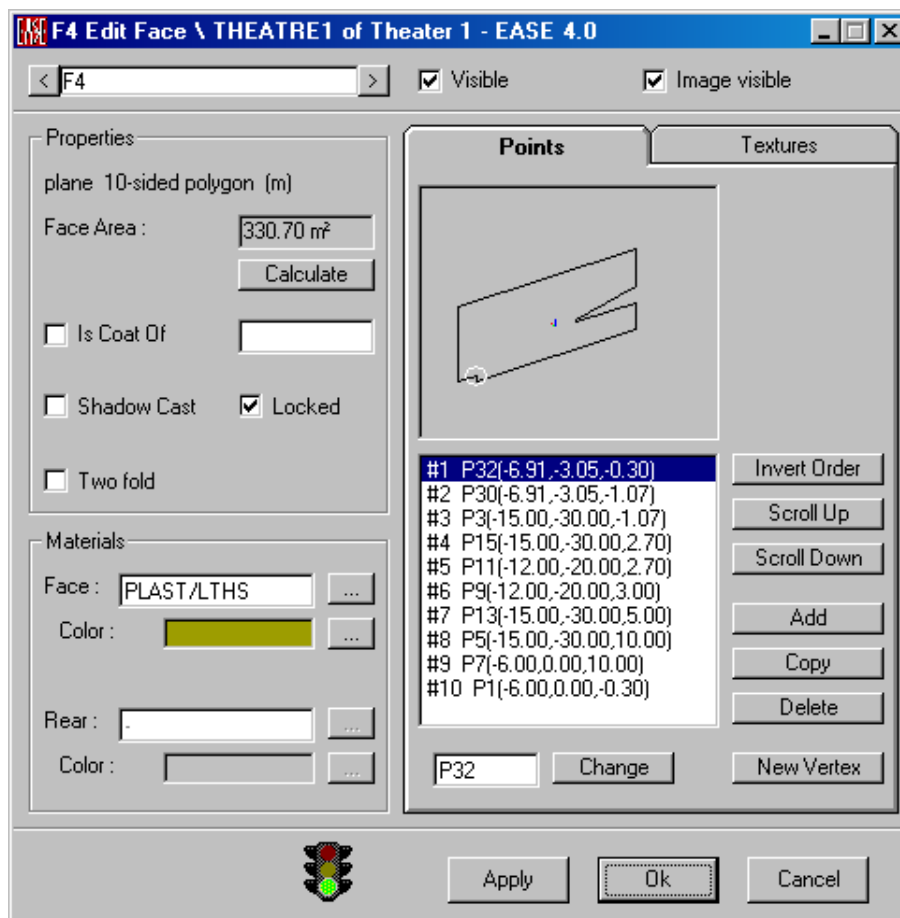 F4 Edit Face \ THEATRE1 of Theater 1 - EASE 4.0
< F4 > Visible Image visible
Properties
plane 10-sided polygon (m)
Face Area : 330.70 m²
Calculate
Is Coat Of
Shadow Cast Locked
Two fold
Materials
Face : PLAST/LTHS ...
Color : ...
Rear : . ...
Color : ...
Points Textures
#1 P32(-6.91,-3.05,-0.30)
#2 P30(-6.91,-3.05,-1.07)
#3 P3(-15.00,-30.00,-1.07)
#4 P15(-15.00,-30.00,2.70)
#5 P11(-12.00,-20.00,2.70)
#6 P9(-12.00,-20.00,3.00)
#7 P13(-15.00,-30.00,5.00)
#8 P5(-15.00,-30.00,10.00)
#9 P7(-6.00,0.00,10.00)
#10 P1(-6.00,0.00,-0.30)
Invert Order
Scroll Up
Scroll Down
Add
Copy
Delete
P32 Change New Vertex
Apply Ok Cancel